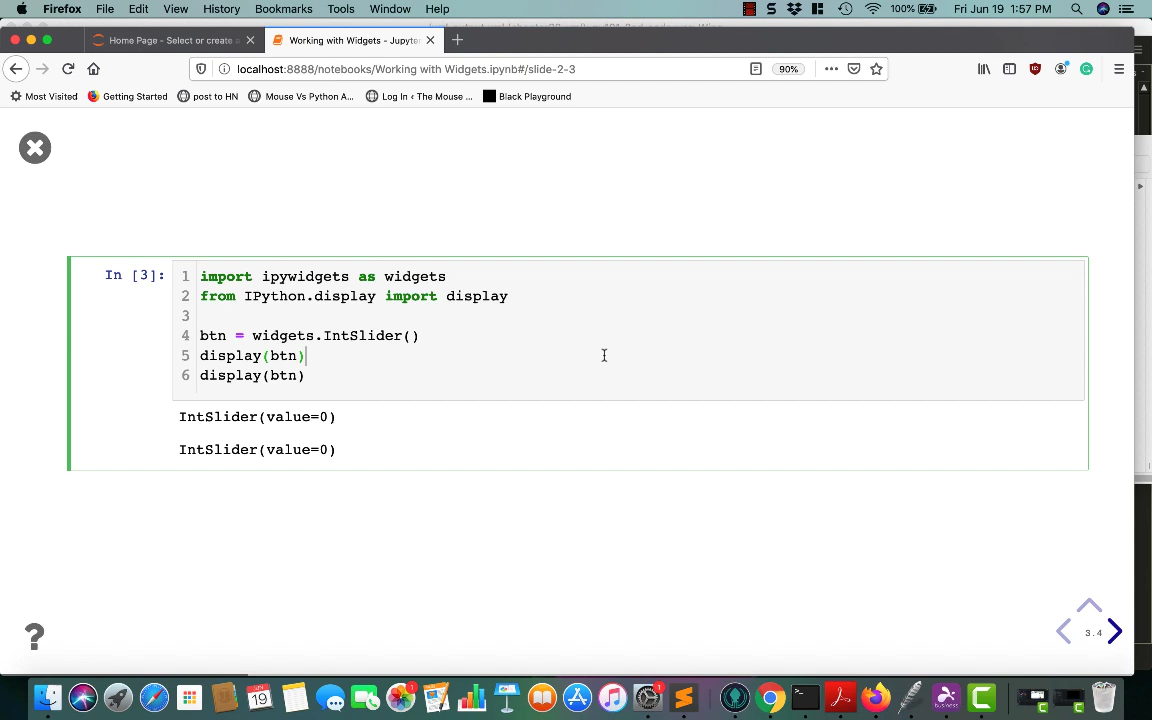 Firefox File Edit View History Bookmarks Tools Window Help 100% Fri Jun 19 1:57 PM
Home Page - Select or create a
Working with Widgets - Jupyter
localhost:8888/notebooks/Working with Widgets.ipynb#/slide-2-3 90%
Most Visited Getting Started post to HN Mouse Vs Python A... Log In < The Mouse ... Black Playground
In [3]:
1 import ipywidgets as widgets
2 from IPython.display import display
3
4 btn = widgets.IntSlider()
5 display(btn)
6 display(btn)
IntSlider(value=0)
IntSlider(value=0)
3.4
?